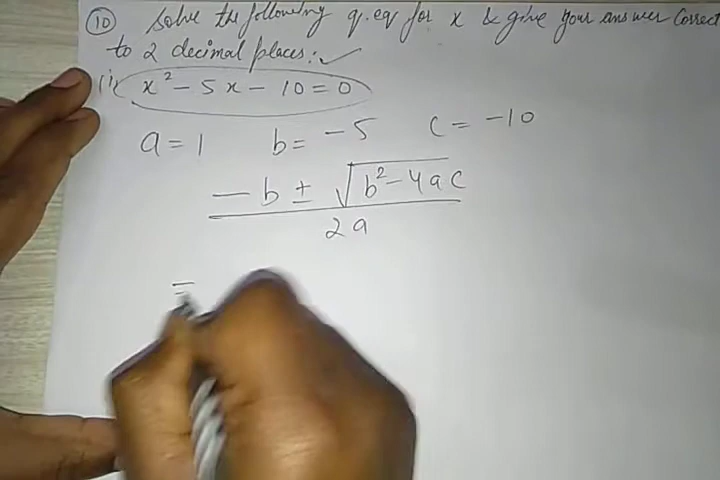 (10) Solve the following q.eq for x & give your answer correct
to 2 decimal places:
(i) x² - 5x - 10 = 0
a = 1 b = -5 c = -10
-b ± √b² - 4ac
2a
=